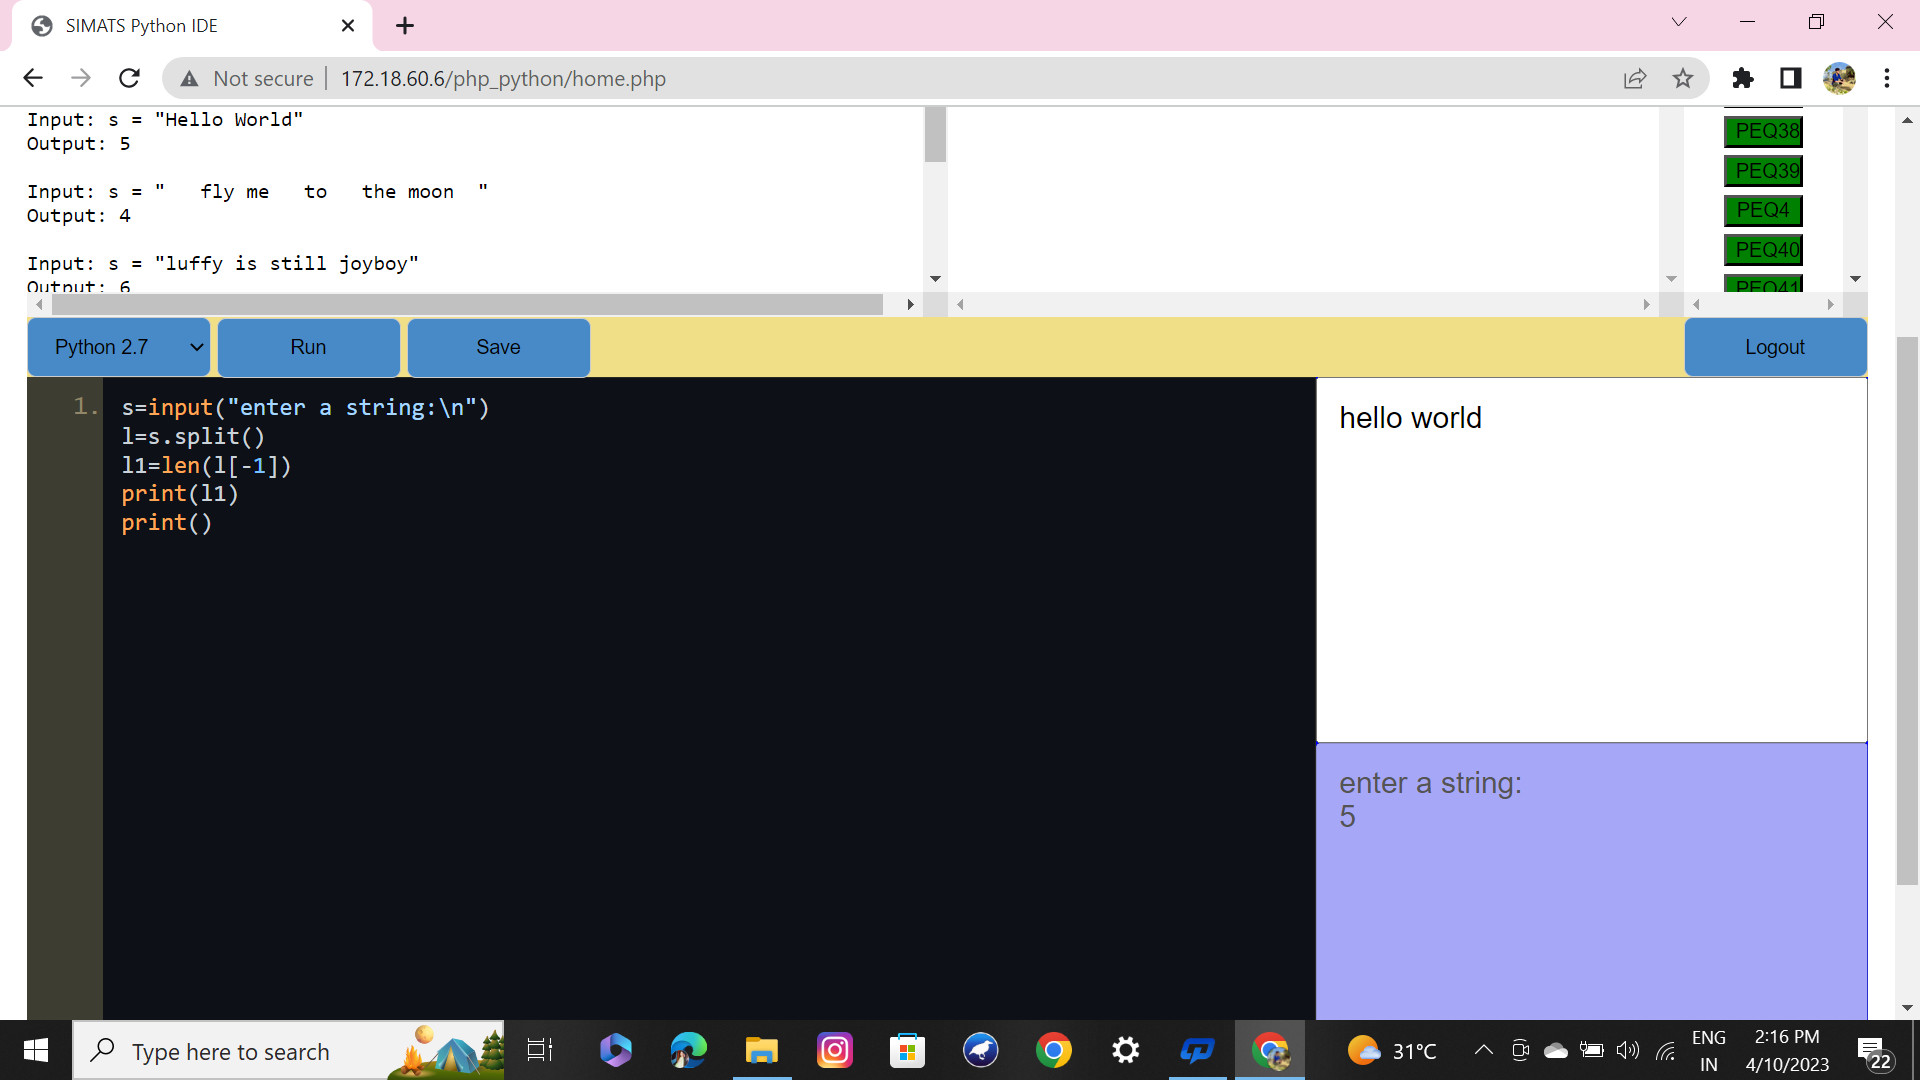 SIMATS Python IDE
Not secure
172.18.60.6/php_python/home.php
Input: s = "Hello World"
Output: 5
Input: s = "   fly me   to   the moon  "
Output: 4
Input: s = "luffy is still joyboy"
Output: 6
PEQ38
PEQ39
PEQ4
PEQ40
PEQ41
Python 2.7
Run
Save
Logout
1.
s=input("enter a string:\n")
l=s.split()
l1=len(l[-1])
print(l1)
print()
hello world
enter a string:
5
Type here to search
31°C
ENG
IN
2:16 PM
4/10/2023
22